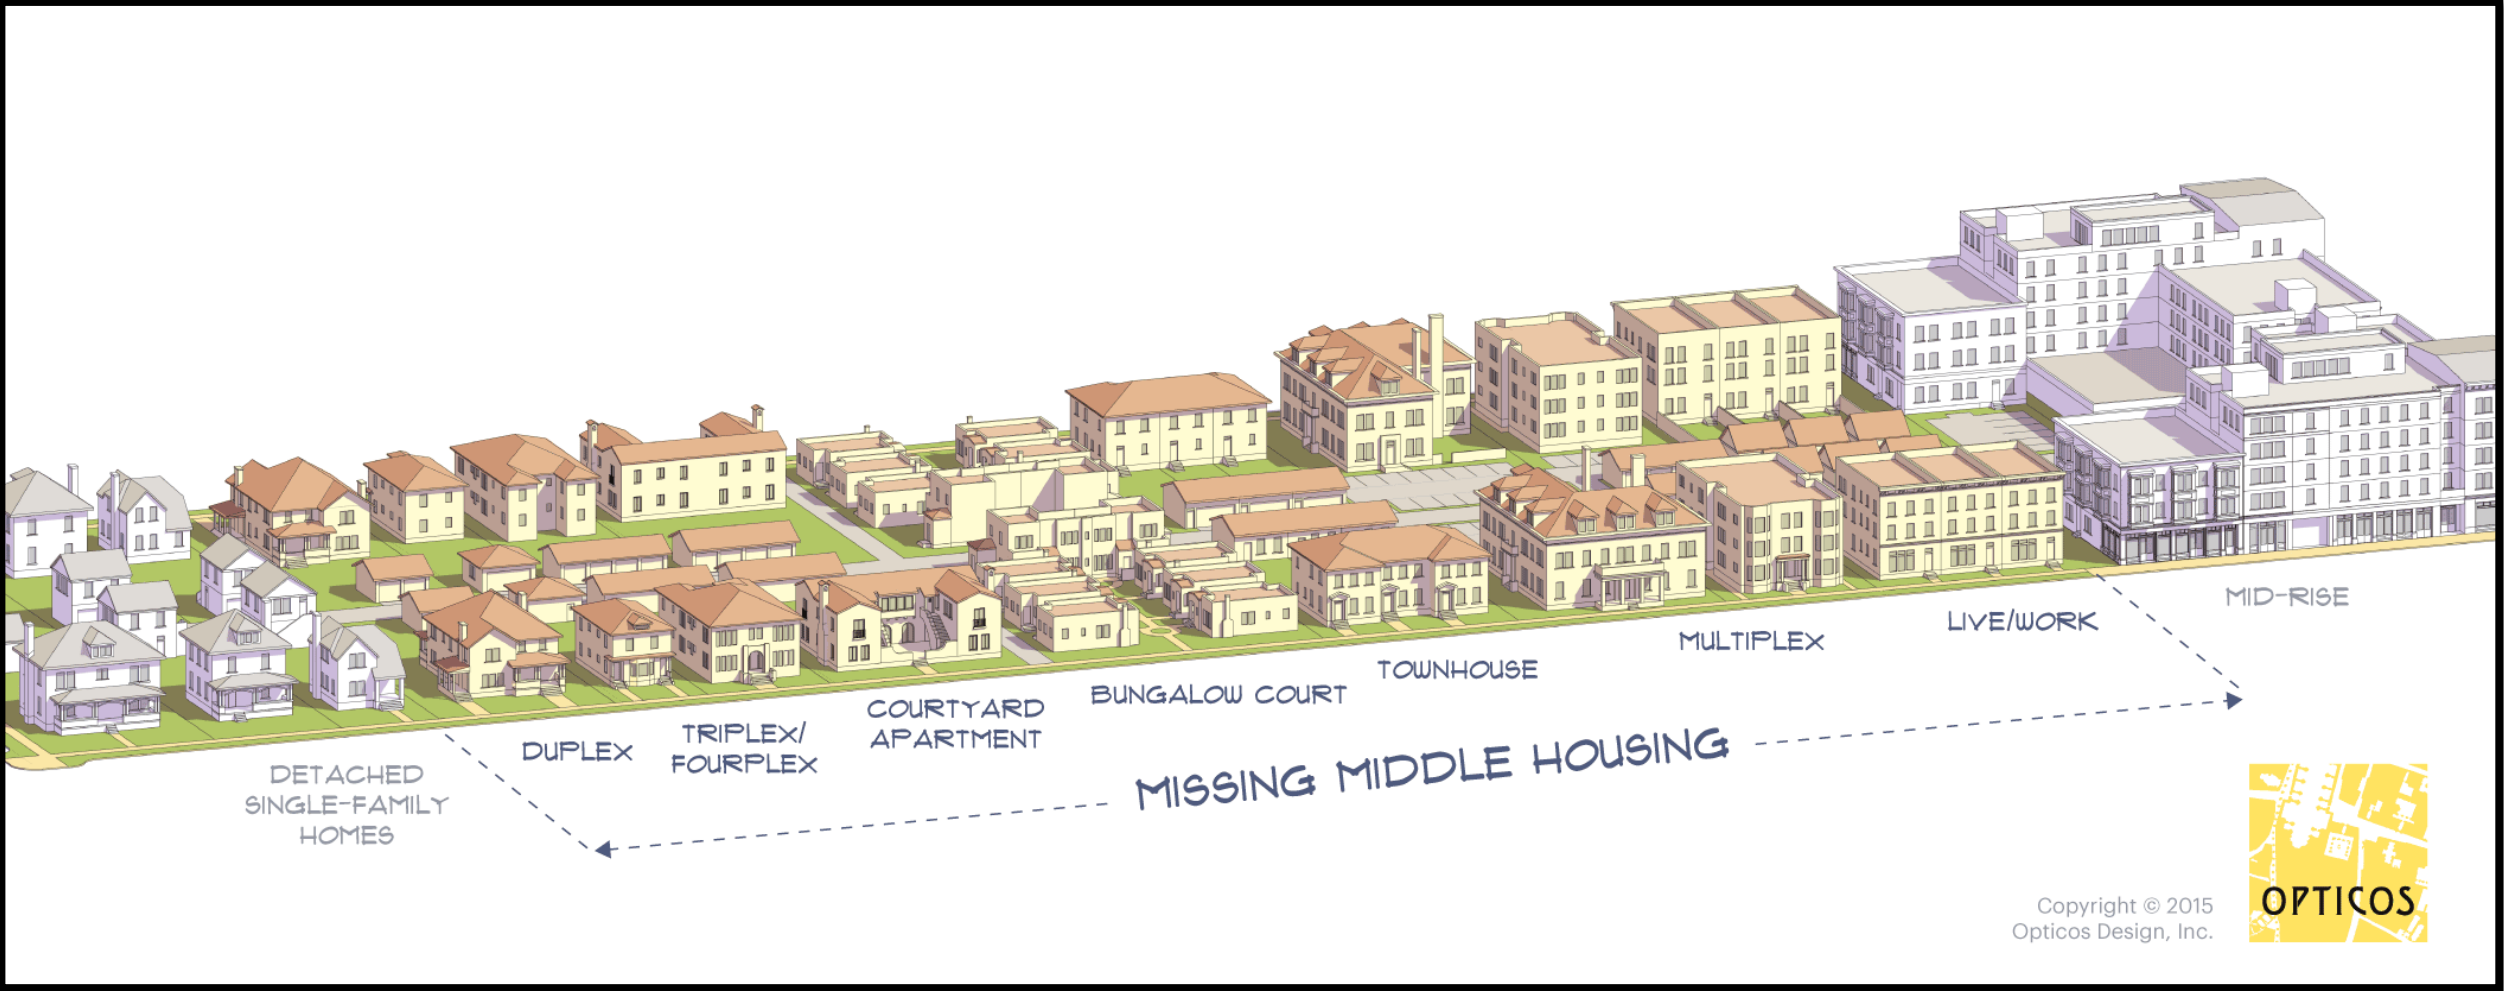 DETACHED
SINGLE-FAMILY
HOMES
DUPLEX
TRIPLEX/
FOURPLEX
COURTYARD
APARTMENT
BUNGALOW COURT
TOWNHOUSE
MULTIPLEX
LIVE/WORK
MID-RISE
MISSING MIDDLE HOUSING
Copyright © 2015
Opticos Design, Inc.
OPTICOS